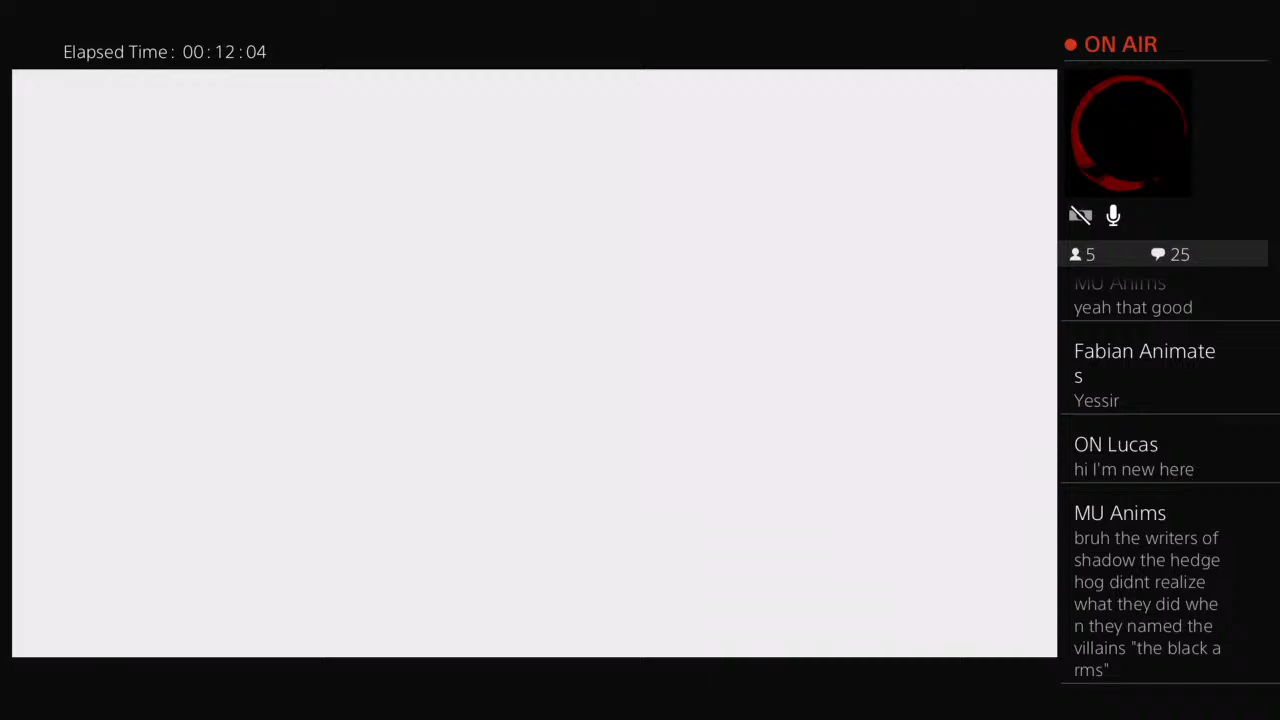 Elapsed Time: 00:12:04
ON AIR
5 25
MU Anims
yeah that good
Fabian Animate
s
Yessir
ON Lucas
hi I'm new here
MU Anims
bruh the writers of
shadow the hedge
hog didnt realize
what they did whe
n they named the
villains "the black a
rms"